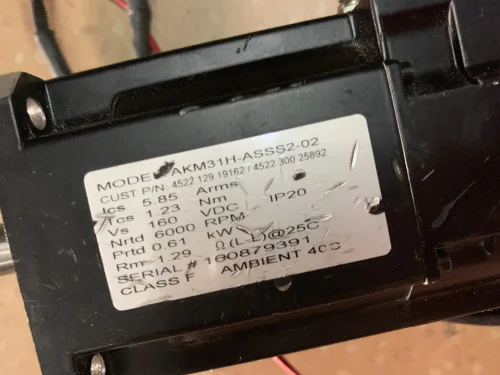 MODEL AKM31H-ASSS2-02
CUST P/N 4522 129 19162 / 4522 300 25892
Ics 5.85 Arms
Tcs 1.23 Nm
Vs 160 VDC IP20
Nrtd 6000 RPM
Prtd 0.61 kW
Rm 1.29 Ω(L-L)@25C
SERIAL # 160879391
CLASS F AMBIENT 40C